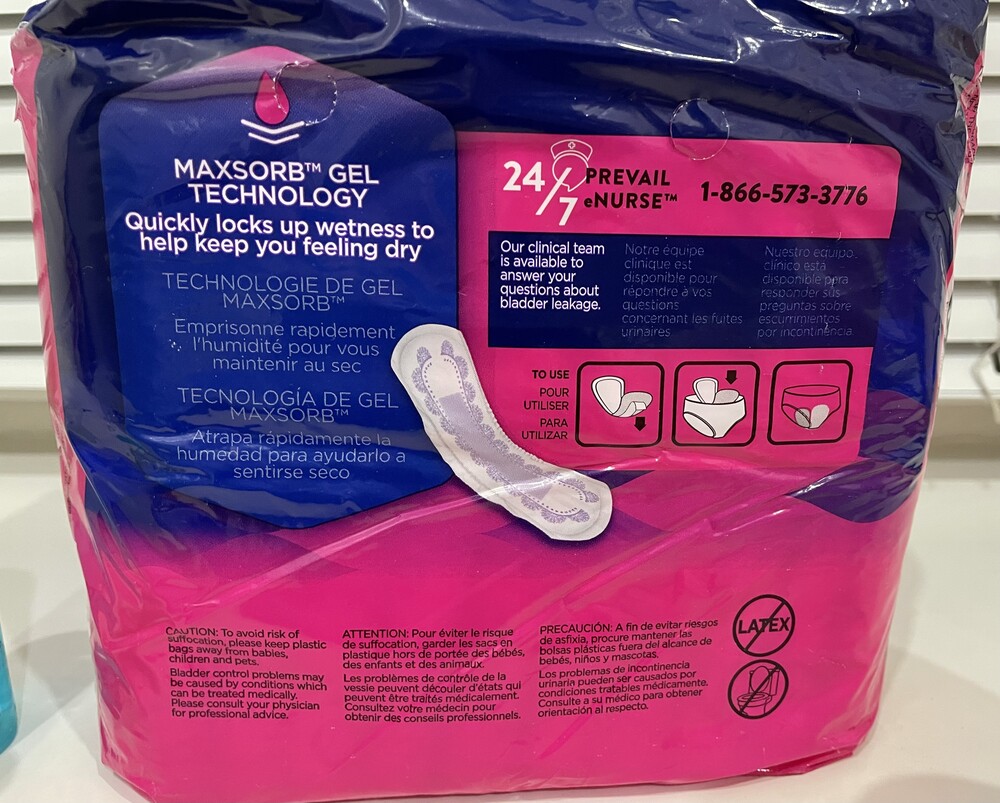 MAXSORB™ GEL
TECHNOLOGY
Quickly locks up wetness to
help keep you feeling dry
TECHNOLOGIE DE GEL
MAXSORB™
Emprisonne rapidement
l'humidité pour vous
maintenir au sec
TECNOLOGÍA DE GEL
MAXSORB™
Atrapa rápidamente la
humedad para ayudarlo a
sentirse seco
24/7
PREVAIL
eNURSE™
1-866-573-3776
Our clinical team
is available to
answer your
questions about
bladder leakage.
Notre équipe
clinique est
disponible pour
répondre à vos
questions
concernant les fuites
urinaires
Nuestro equipo
clínico está
disponible para
responder sus
preguntas sobre
escurrimientos
por incontinencia.
TO USE
POUR
UTILISER
PARA
UTILIZAR
CAUTION: To avoid risk of
suffocation, please keep plastic
bags away from babies,
children and pets.
Bladder control problems may
be caused by conditions which
can be treated medically.
Please consult your physician
for professional advice.
ATTENTION: Pour éviter le risque
de suffocation, garder les sacs en
plastique hors de portée des bébés,
des enfants et des animaux.
Les problèmes de contrôle de la
vessie peuvent découler d'états qui
peuvent être traités médicalement.
Consultez votre médecin pour
obtenir des conseils professionnels.
PRECAUCIÓN: A fin de evitar riesgos
de asfixia, procure mantener las
bolsas plásticas fuera del alcance de
bebés, niños y mascotas.
Los problemas de incontinencia
urinaria pueden ser causados por
condiciones tratables médicamente.
Consulte a su médico para obtener
orientación al respecto.
LATEX